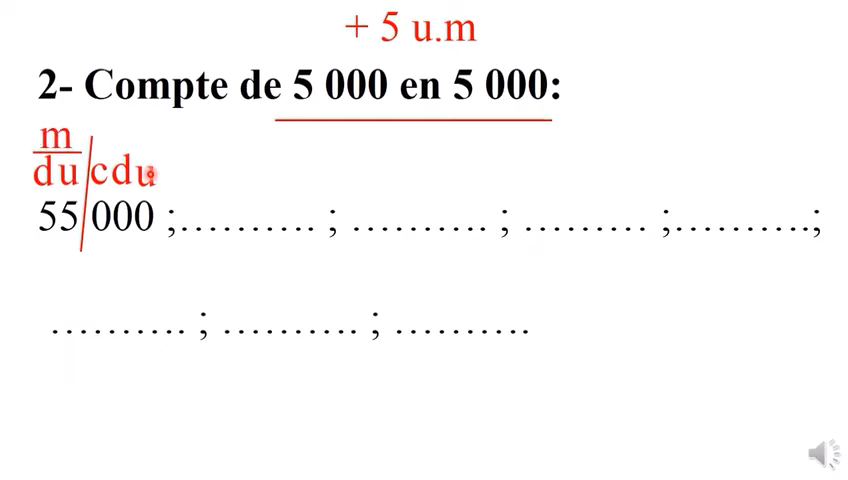 + 5 u.m
2- Compte de 5 000 en 5 000:
m
du/cdu
55 000 ;………. ; ………. ; ……… ;……….;
………. ; ………. ; ……….